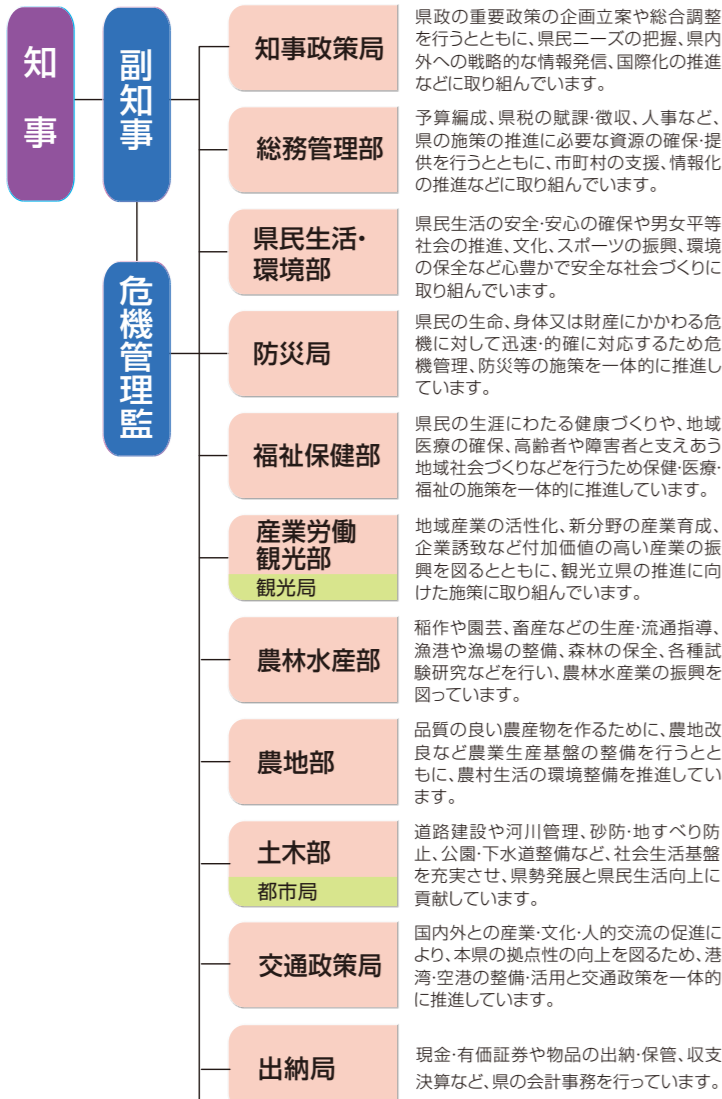 知事
副知事
危機管理監
知事政策局
県政の重要政策の企画立案や総合調整
を行うとともに、県民ニーズの把握、県内
外への戦略的な情報発信、国際化の推進
などに取り組んでいます。
総務管理部
予算編成、県税の賦課・徴収、人事など、
県の施策の推進に必要な資源の確保・提
供を行うとともに、市町村の支援、情報化
の推進などに取り組んでいます。
県民生活・
環境部
県民生活の安全・安心の確保や男女平等
社会の推進、文化、スポーツの振興、環境
の保全など心豊かで安全な社会づくりに
取り組んでいます。
防災局
県民の生命、身体又は財産にかかわる危
機に対して迅速・的確に対応するため危
機管理、防災等の施策を一体的に推進し
ています。
福祉保健部
県民の生涯にわたる健康づくりや、地域
医療の確保、高齢者や障害者と支えあう
地域社会づくりなどを行うため保健・医療・
福祉の施策を一体的に推進しています。
産業労働
観光部
観光局
地域産業の活性化、新分野の産業育成、
企業誘致など付加価値の高い産業の振
興を図るとともに、観光立県の推進に向
けた施策に取り組んでいます。
農林水産部
稲作や園芸、畜産などの生産・流通指導、
漁港や漁場の整備、森林の保全、各種試
験研究などを行い、農林水産業の振興を
図っています。
農地部
品質の良い農産物を作るために、農地改
良など農業生産基盤の整備を行うとと
もに、農村生活の環境整備を推進してい
ます。
土木部
都市局
道路建設や河川管理、砂防・地すべり防
止、公園・下水道整備など、社会生活基盤
を充実させ、県勢発展と県民生活向上に
貢献しています。
交通政策局
国内外との産業・文化・人的交流の促進に
より、本県の拠点性の向上を図るため、港
湾・空港の整備・活用と交通政策を一体的
に推進しています。
出納局
現金・有価証券や物品の出納・保管、収支
決算など、県の会計事務を行っています。